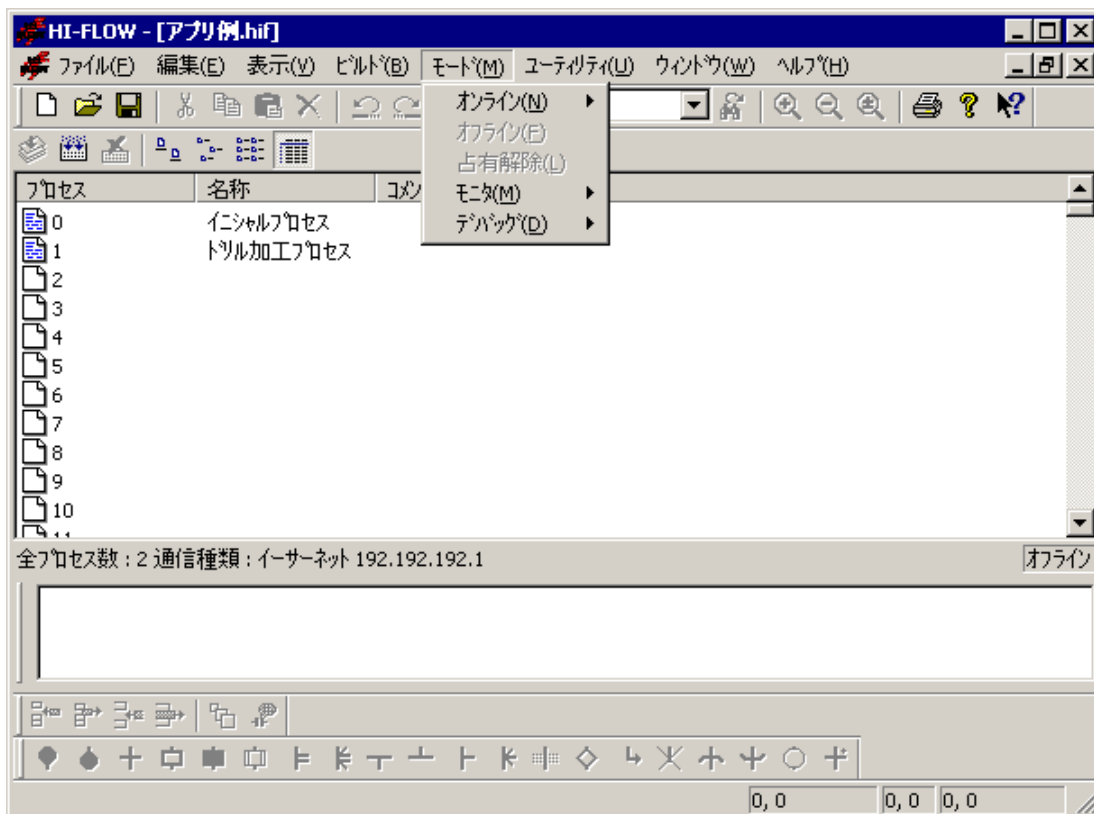 HI-FLOW - [アプリ例.hif]
ファイル(F) 編集(E) 表示(V) ビルド(B) モード(M) ユーティリティ(U) ウィンドウ(W) ヘルプ(H)
オンライン(N)
オフライン(F)
占有解除(L)
モニタ(M)
デバッグ(D)
プロセス 名称 コメン
0 イニシャルプロセス
1 ドリル加工プロセス
2
3
4
5
6
7
8
9
10
11
全プロセス数 : 2 通信種類 : イーサーネット 192.192.192.1 オフライン
0, 0 0, 0 0, 0